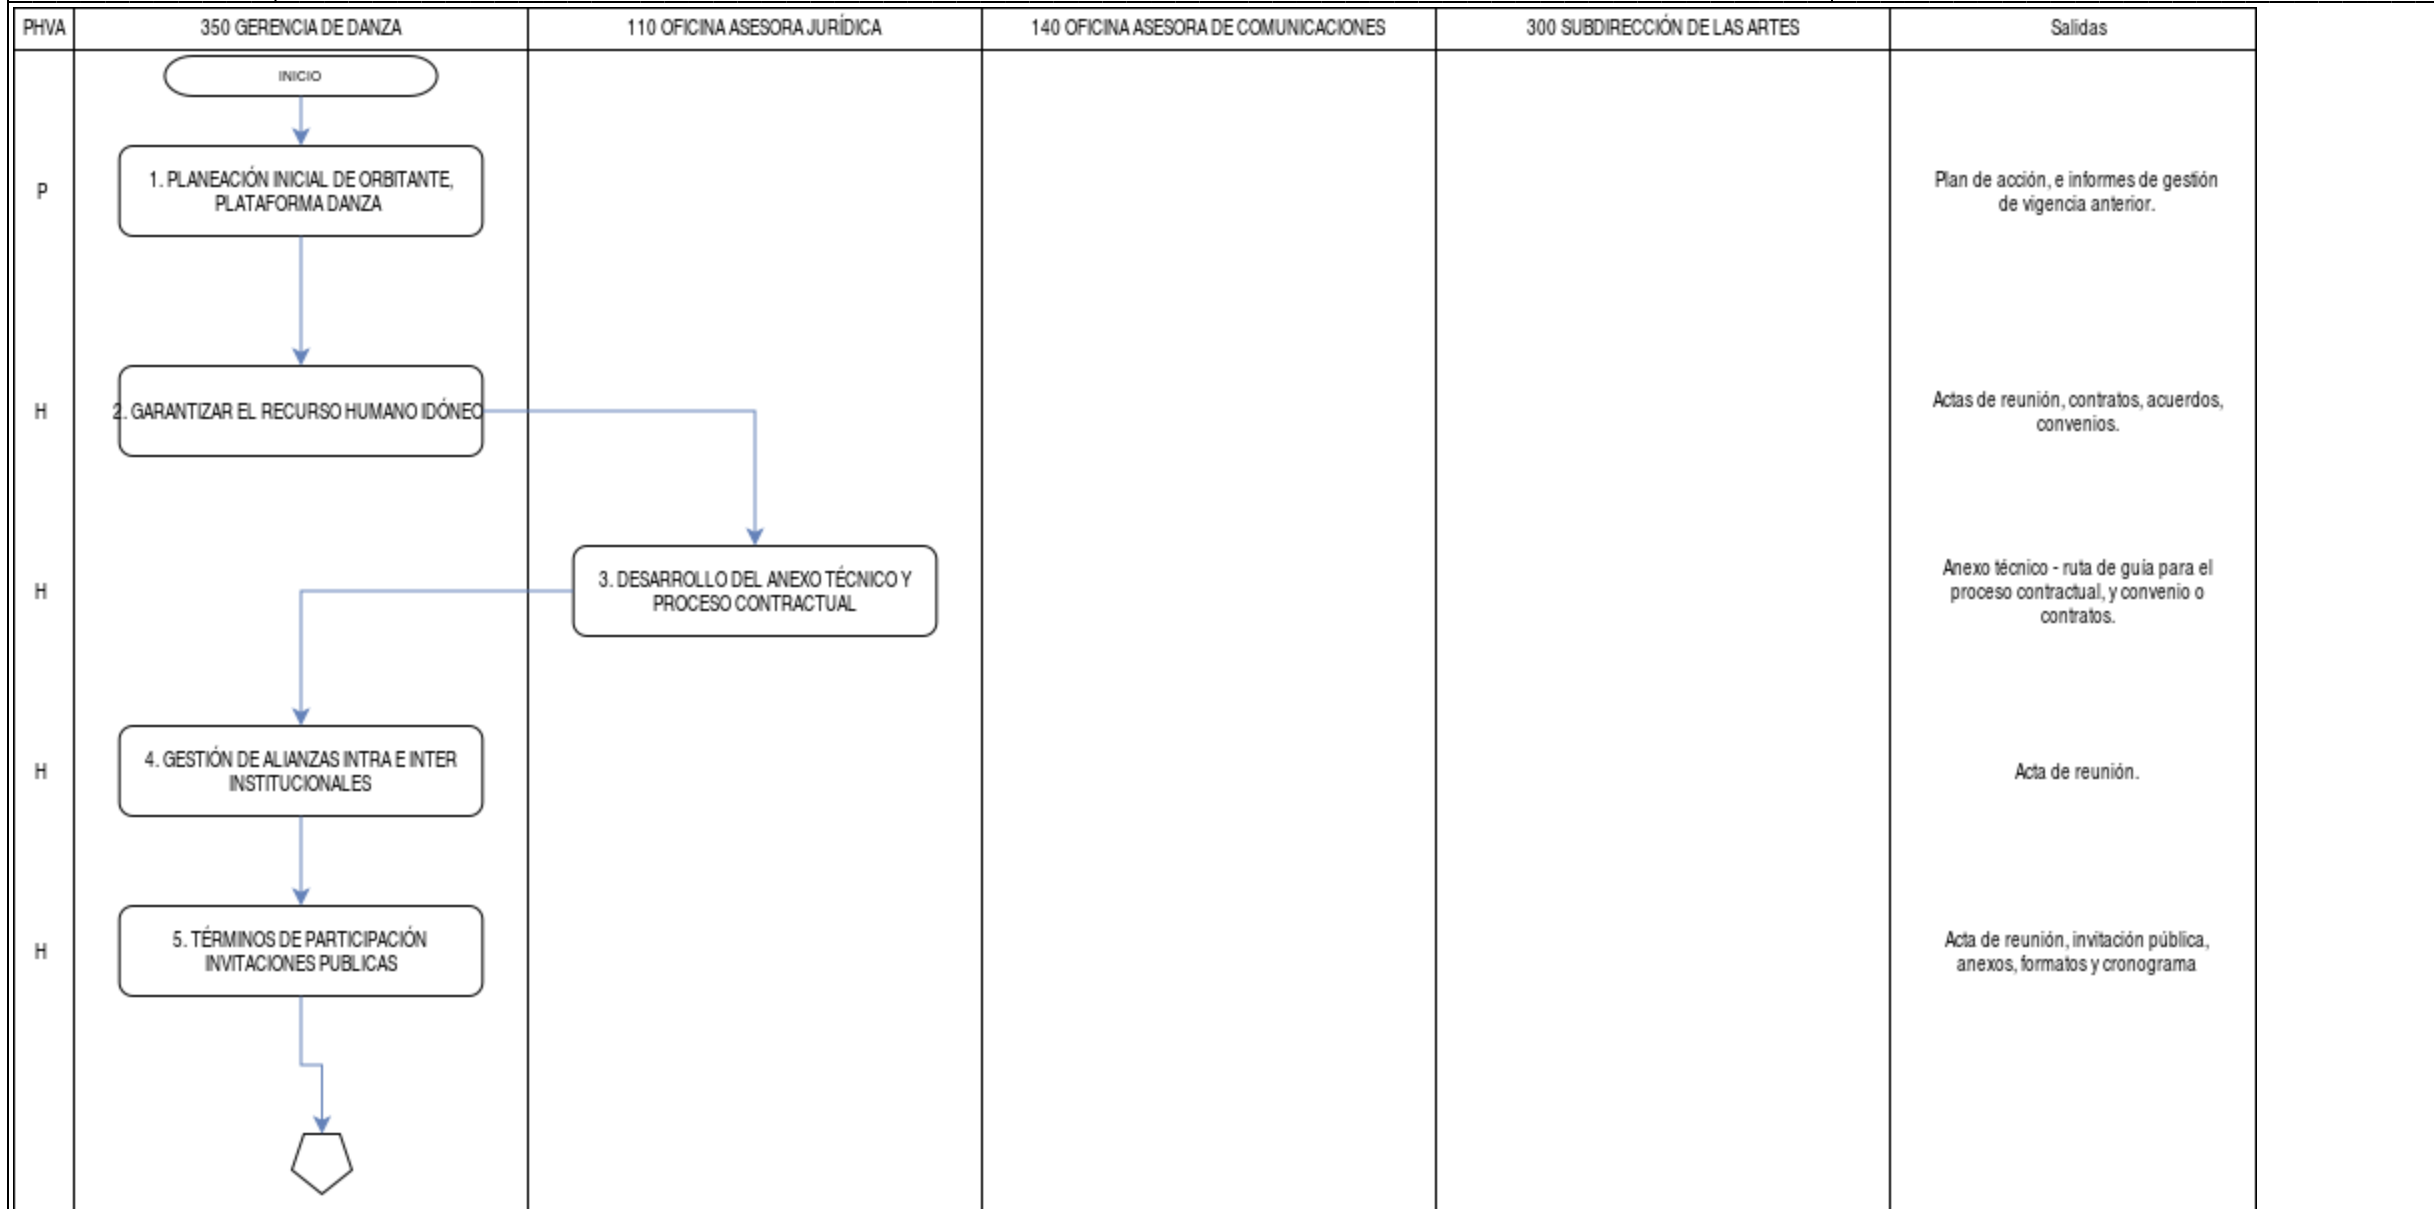 PHVA
350 GERENCIA DE DANZA
110 OFICINA ASESORA JURÍDICA
140 OFICINA ASESORA DE COMUNICACIONES
300 SUBDIRECCIÓN DE LAS ARTES
Salidas
INICIO
P
1. PLANEACIÓN INICIAL DE ORBITANTE,
PLATAFORMA DANZA
Plan de acción, e informes de gestión
de vigencia anterior.
H
2. GARANTIZAR EL RECURSO HUMANO IDÓNEO
Actas de reunión, contratos, acuerdos,
convenios.
H
3. DESARROLLO DEL ANEXO TÉCNICO Y
PROCESO CONTRACTUAL
Anexo técnico - ruta de guía para el
proceso contractual, y convenio o
contratos.
H
4. GESTIÓN DE ALIANZAS INTRA E INTER
INSTITUCIONALES
Acta de reunión.
H
5. TÉRMINOS DE PARTICIPACIÓN
INVITACIONES PUBLICAS
Acta de reunión, invitación pública,
anexos, formatos y cronograma